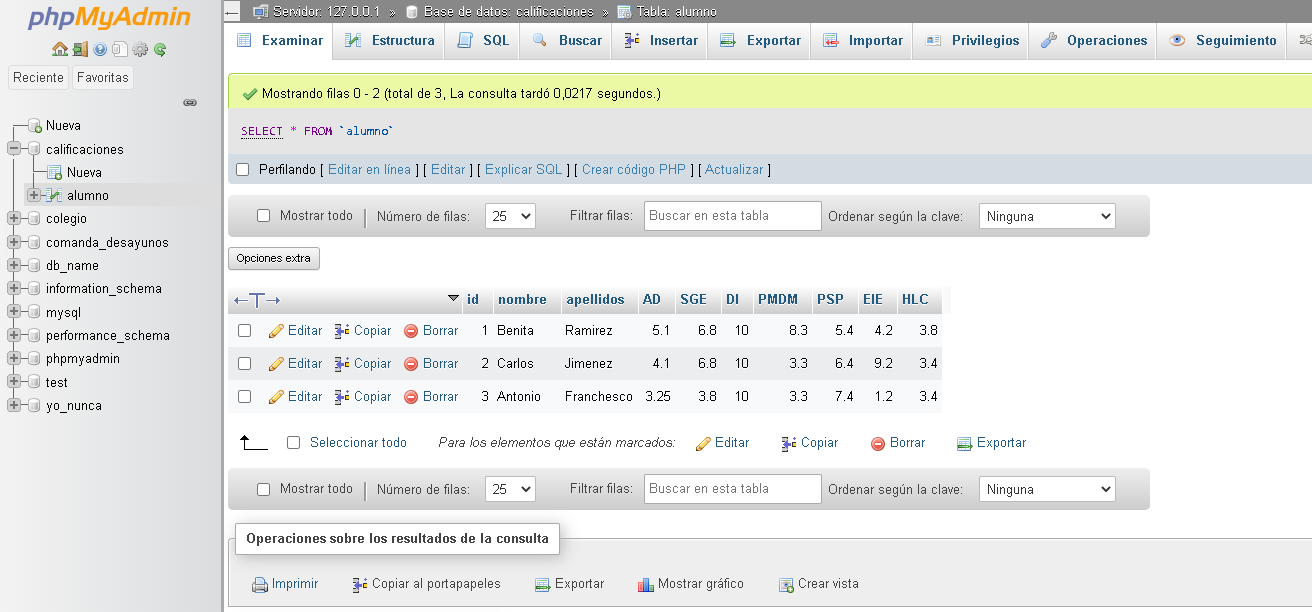 phpMyAdmin
Reciente Favoritas
Nueva
calificaciones
Nueva
alumno
colegio
comanda_desayunos
db_name
information_schema
mysql
performance_schema
phpmyadmin
test
yo_nunca
Servidor: 127.0.0.1 » Base de datos: calificaciones » Tabla: alumno
Examinar Estructura SQL Buscar Insertar Exportar Importar Privilegios Operaciones Seguimiento
Mostrando filas 0 - 2 (total de 3, La consulta tardó 0,0217 segundos.)
SELECT * FROM `alumno`
Perfilando [ Editar en línea ] [ Editar ] [ Explicar SQL ] [ Crear código PHP ] [ Actualizar ]
Mostrar todo | Número de filas: 25 Filtrar filas: Buscar en esta tabla Ordenar según la clave: Ninguna
Opciones extra
←T→ id nombre apellidos AD SGE DI PMDM PSP EIE HLC
Editar Copiar Borrar 1 Benita Ramirez 5.1 6.8 10 8.3 5.4 4.2 3.8
Editar Copiar Borrar 2 Carlos Jimenez 4.1 6.8 10 3.3 6.4 9.2 3.4
Editar Copiar Borrar 3 Antonio Franchesco 3.25 3.8 10 3.3 7.4 1.2 3.4
Seleccionar todo Para los elementos que están marcados: Editar Copiar Borrar Exportar
Mostrar todo | Número de filas: 25 Filtrar filas: Buscar en esta tabla Ordenar según la clave: Ninguna
Operaciones sobre los resultados de la consulta
Imprimir Copiar al portapapeles Exportar Mostrar gráfico Crear vista